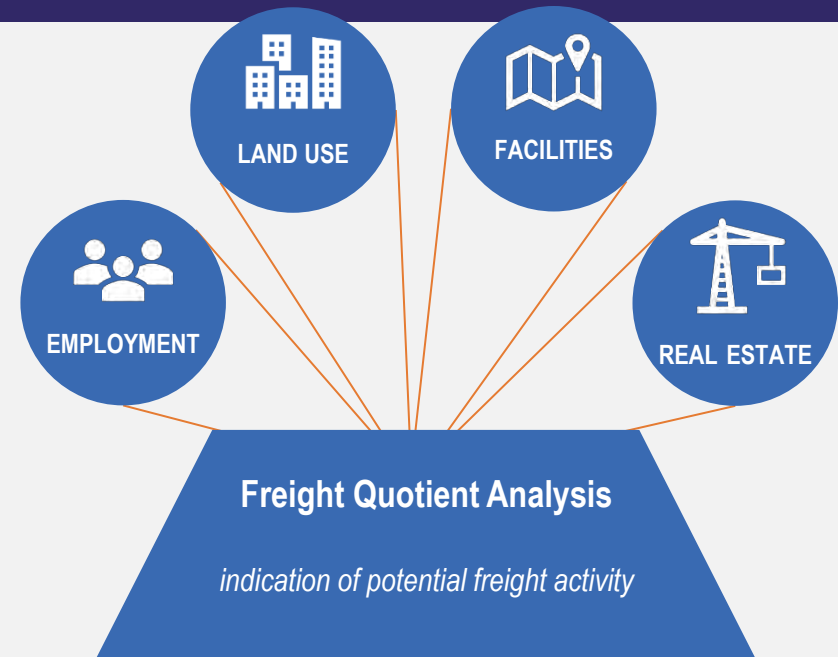 LAND USE
FACILITIES
EMPLOYMENT
REAL ESTATE
Freight Quotient Analysis
indication of potential freight activity